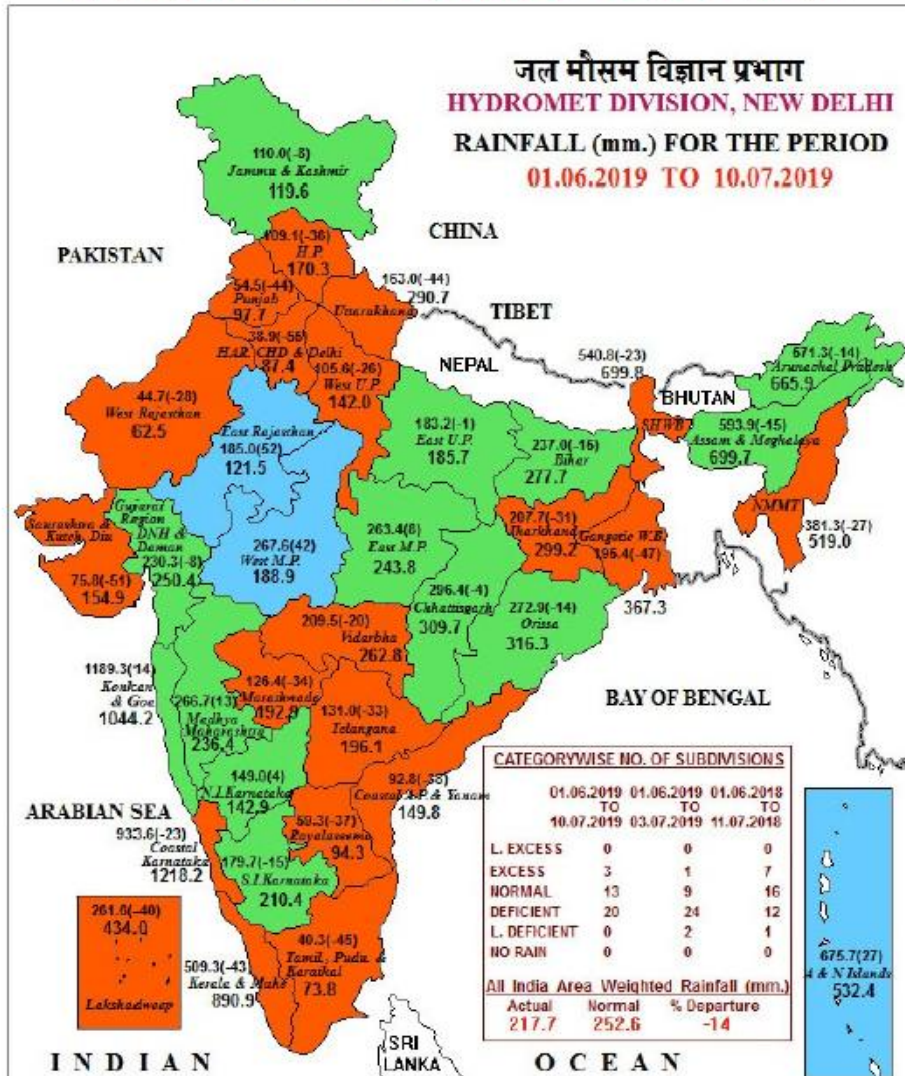 जल मौसम विज्ञान प्रभाग
HYDROMET DIVISION, NEW DELHI
RAINFALL (mm.) FOR THE PERIOD
01.06.2019 TO 10.07.2019
110.0(-8)
Jammu & Kashmir
119.6
CHINA
PAKISTAN
109.1(-36)
H.P.
170.3
163.0(-44)
290.7
Uttarakhand
TIBET
54.5(-44)
Punjab
97.7
HAR. CHD & Delhi
87.4
105.6(-26)
West U.P.
142.0
NEPAL
540.8(-23)
699.8
SHWB
BHUTAN
671.3(-14)
Arunachal Pradesh
665.9
593.9(-15)
Assam & Meghalaya
699.7
NMMT
381.3(-27)
519.0
44.7(-28)
West Rajasthan
62.5
East Rajasthan
185.0(52)
121.5
183.2(-1)
East U.P.
185.7
237.0(-15)
Bihar
277.7
Saurashtra &
Kutch, Diu
75.8(-51)
154.9
Gujarat
Region
DNH &
Daman
230.3(-8)
250.4
267.6(42)
West M.P.
188.9
263.4(8)
East M.P.
243.8
207.7(-31)
Jharkhand
299.2
Gangetic W.B.
195.4(-47)
367.3
296.4(-4)
Chhattisgarh
309.7
272.9(-14)
Orissa
316.3
209.5(-20)
Vidarbha
262.8
1189.3(14)
Konkan
& Goa
1044.2
266.7(13)
Madhya
Maharashtra
236.4
126.4(-34)
Marathwada
192.9
131.0(-33)
Telangana
196.1
BAY OF BENGAL
149.0(4)
N.I.Karnataka
142.9
Coastal A.P. & Yanam
149.8
ARABIAN SEA
933.6(-23)
Coastal
Karnataka
1218.2
59.3(-37)
Rayalaseema
94.3
179.7(-15)
S.I.Karnataka
210.4
261.6(-40)
434.0
Lakshadweep
509.3(-43)
Kerala & Mahe
890.9
40.3(-45)
Tamil, Pudu. &
Karaikal
73.8
CATEGORYWISE NO. OF SUBDIVISIONS
01.06.2019 01.06.2019 01.06.2018
TO TO TO
10.07.2019 03.07.2019 11.07.2018
L. EXCESS 0 0 0
EXCESS 3 1 7
NORMAL 13 9 16
DEFICIENT 20 24 12
L. DEFICIENT 0 2 1
NO RAIN 0 0 0
All India Area Weighted Rainfall (mm.)
Actual Normal % Departure
217.7 252.6 -14
675.7(27)
A & N Islands
532.4
SRI
LANKA
INDIAN OCEAN